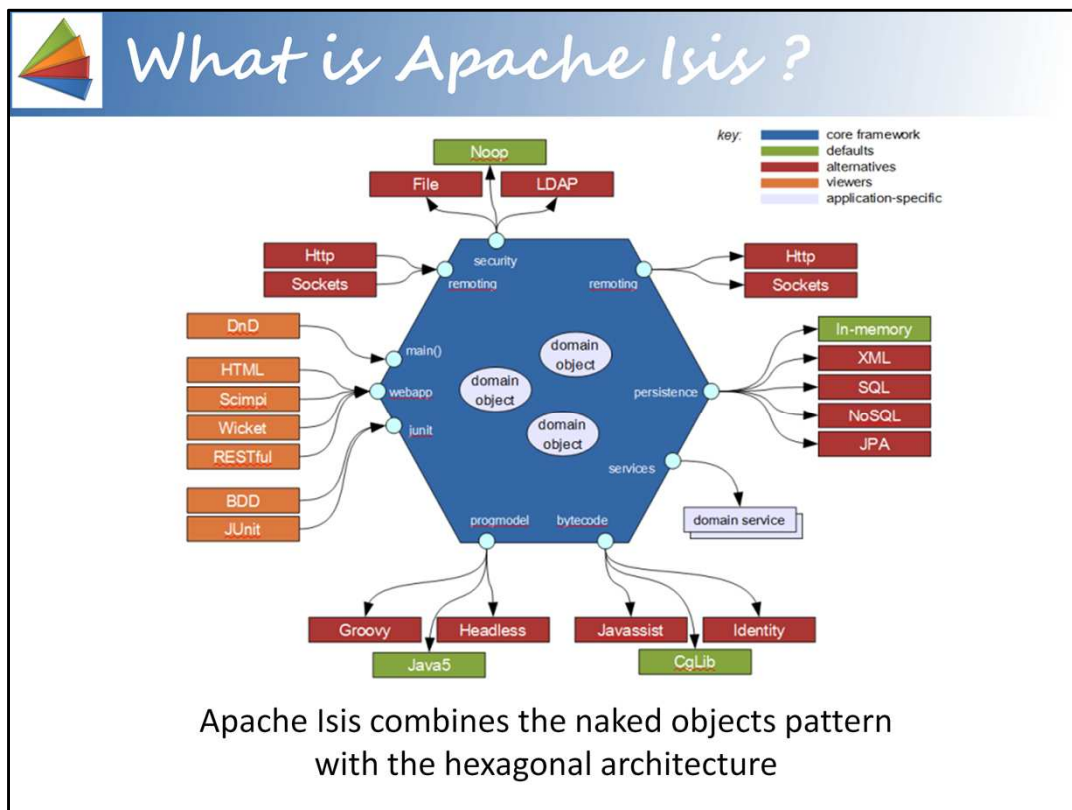 What is Apache Isis ?
key:
core framework
defaults
alternatives
viewers
application-specific
Noop
File
LDAP
Http
Sockets
security
remoting
remoting
Http
Sockets
DnD
HTML
Scimpi
Wicket
RESTful
BDD
JUnit
main()
webapp
junit
domain
object
domain
object
domain
object
persistence
services
In-memory
XML
SQL
NoSQL
JPA
domain service
progmodel
bytecode
Groovy
Headless
Java5
Javassist
Identity
CgLib
Apache Isis combines the naked objects pattern
with the hexagonal architecture